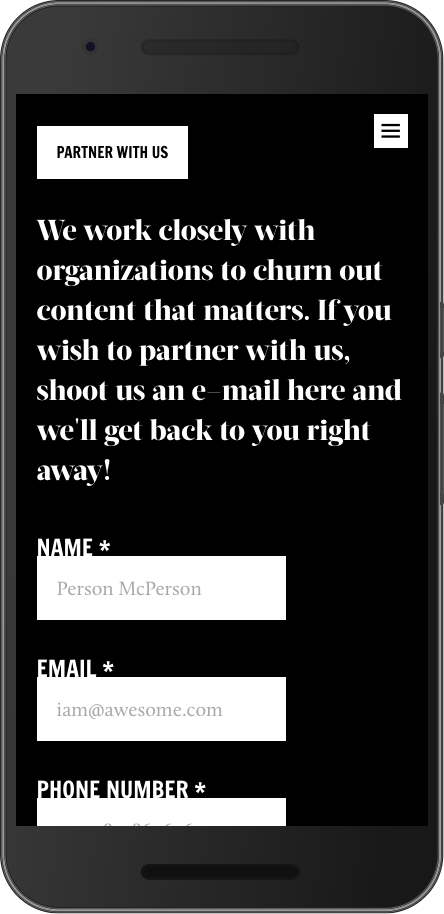 PARTNER WITH US
We work closely with
organizations to churn out
content that matters. If you
wish to partner with us,
shoot us an e–mail here and
we'll get back to you right
away!
NAME *
Person McPerson
EMAIL *
iam@awesome.com
PHONE NUMBER *